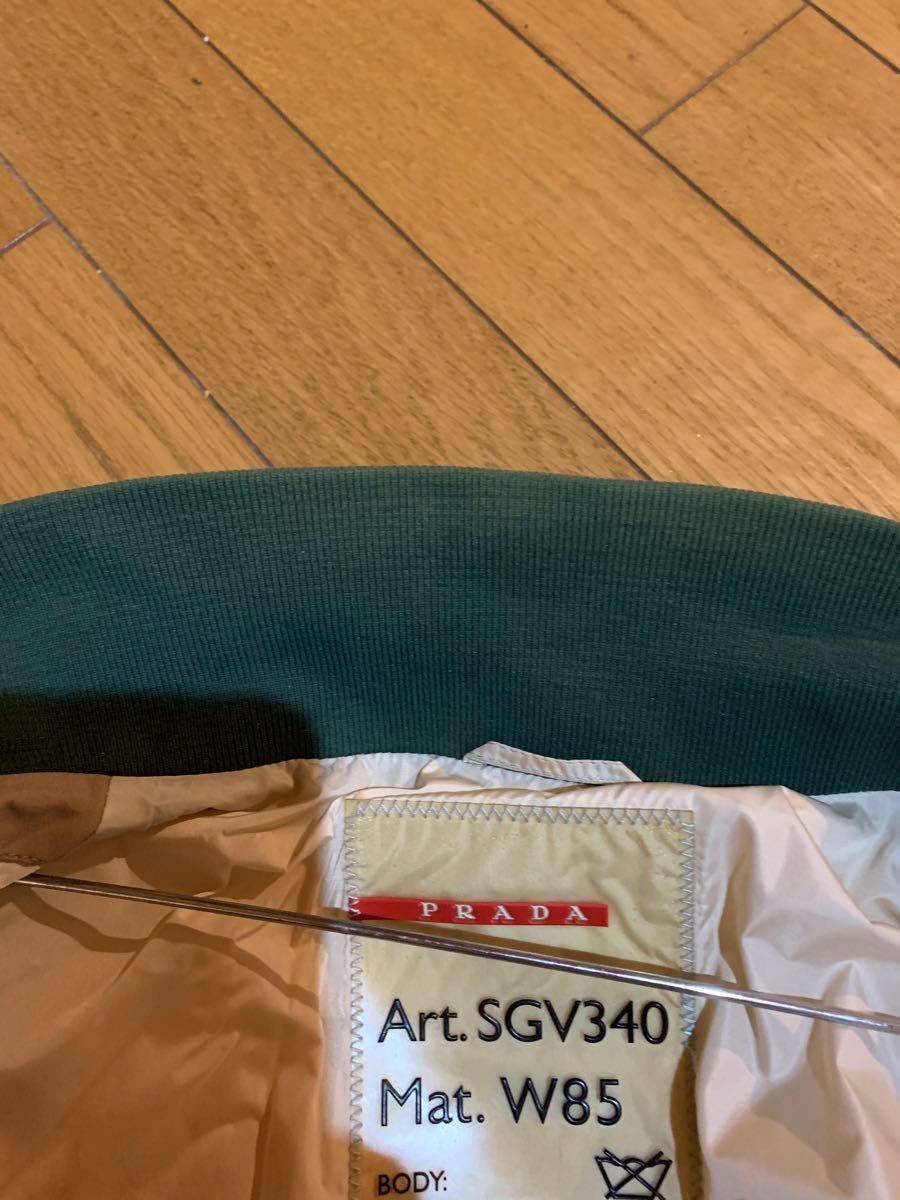 PRADA
Art. SGV340
Mat. W85
BODY: